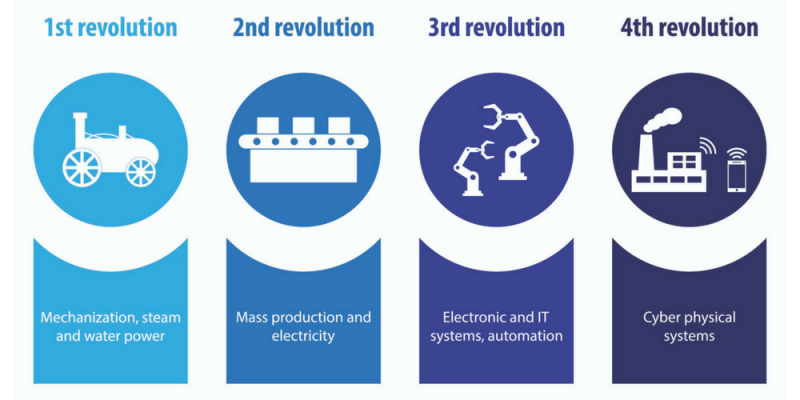 1st revolution
2nd revolution
3rd revolution
4th revolution
Mechanization, steam
and water power
Mass production and
electricity
Electronic and IT
systems, automation
Cyber physical
systems